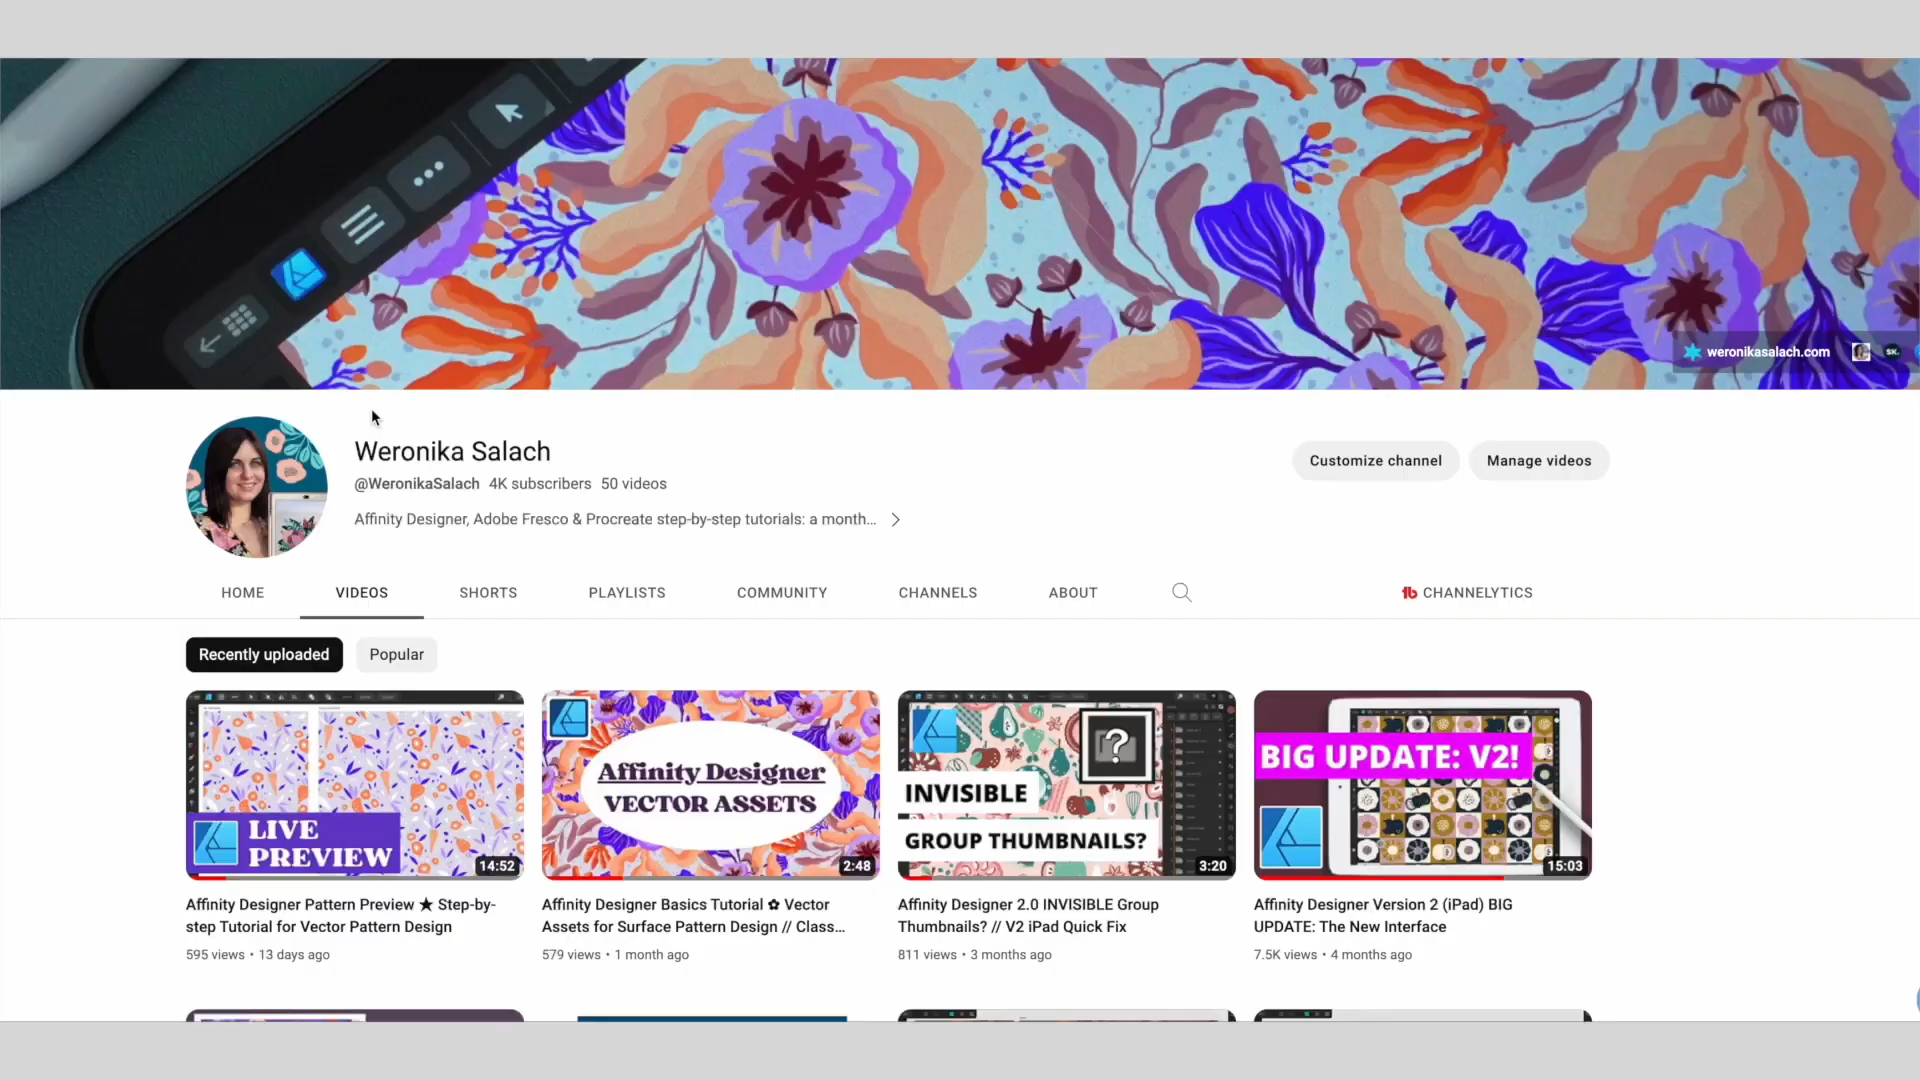 weronikasalach.com
SK.
Weronika Salach
@WeronikaSalach 4K subscribers 50 videos
Affinity Designer, Adobe Fresco & Procreate step-by-step tutorials: a month...
Customize channel
Manage videos
HOME
VIDEOS
SHORTS
PLAYLISTS
COMMUNITY
CHANNELS
ABOUT
CHANNELYTICS
Recently uploaded
Popular
LIVE
PREVIEW
14:52
Affinity Designer
VECTOR ASSETS
2:48
?
INVISIBLE
GROUP THUMBNAILS?
3:20
BIG UPDATE: V2!
15:03
Affinity Designer Pattern Preview ★ Step-by-
step Tutorial for Vector Pattern Design
595 views • 13 days ago
Affinity Designer Basics Tutorial ✿ Vector
Assets for Surface Pattern Design // Class...
579 views • 1 month ago
Affinity Designer 2.0 INVISIBLE Group
Thumbnails? // V2 iPad Quick Fix
811 views • 3 months ago
Affinity Designer Version 2 (iPad) BIG
UPDATE: The New Interface
7.5K views • 4 months ago